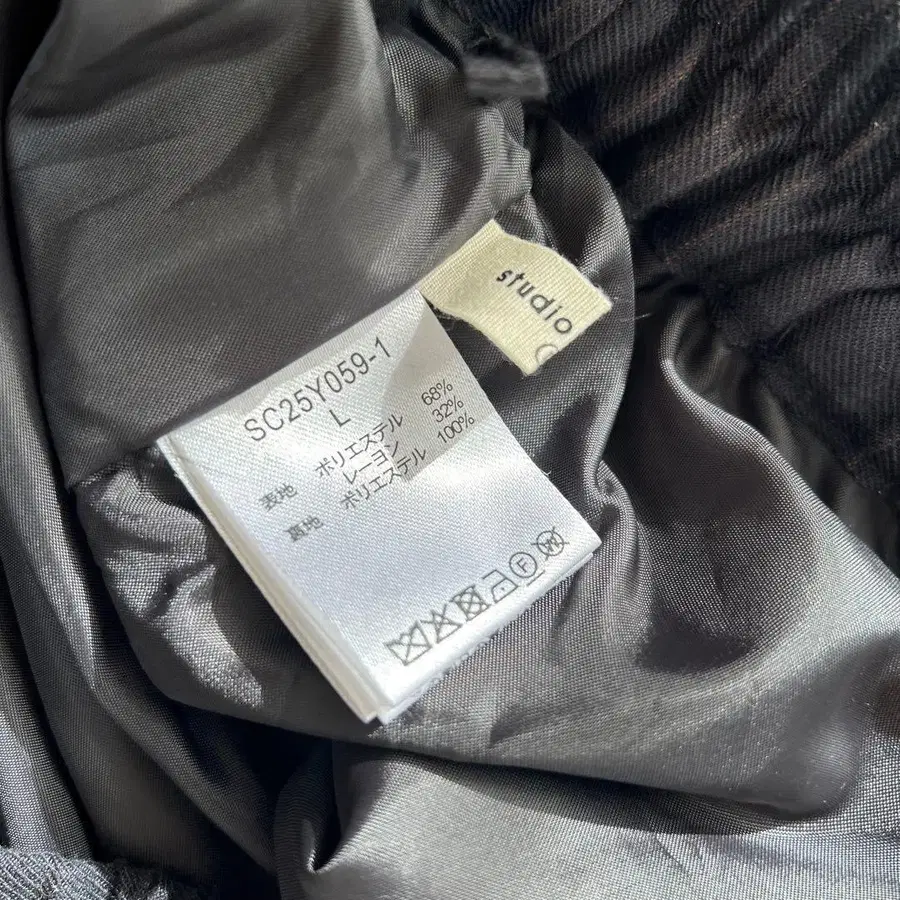 studio
SC25Y059-1
L
表地 ポリエステル 68%
レーヨン 32%
裏地 ポリエステル 100%
F
W